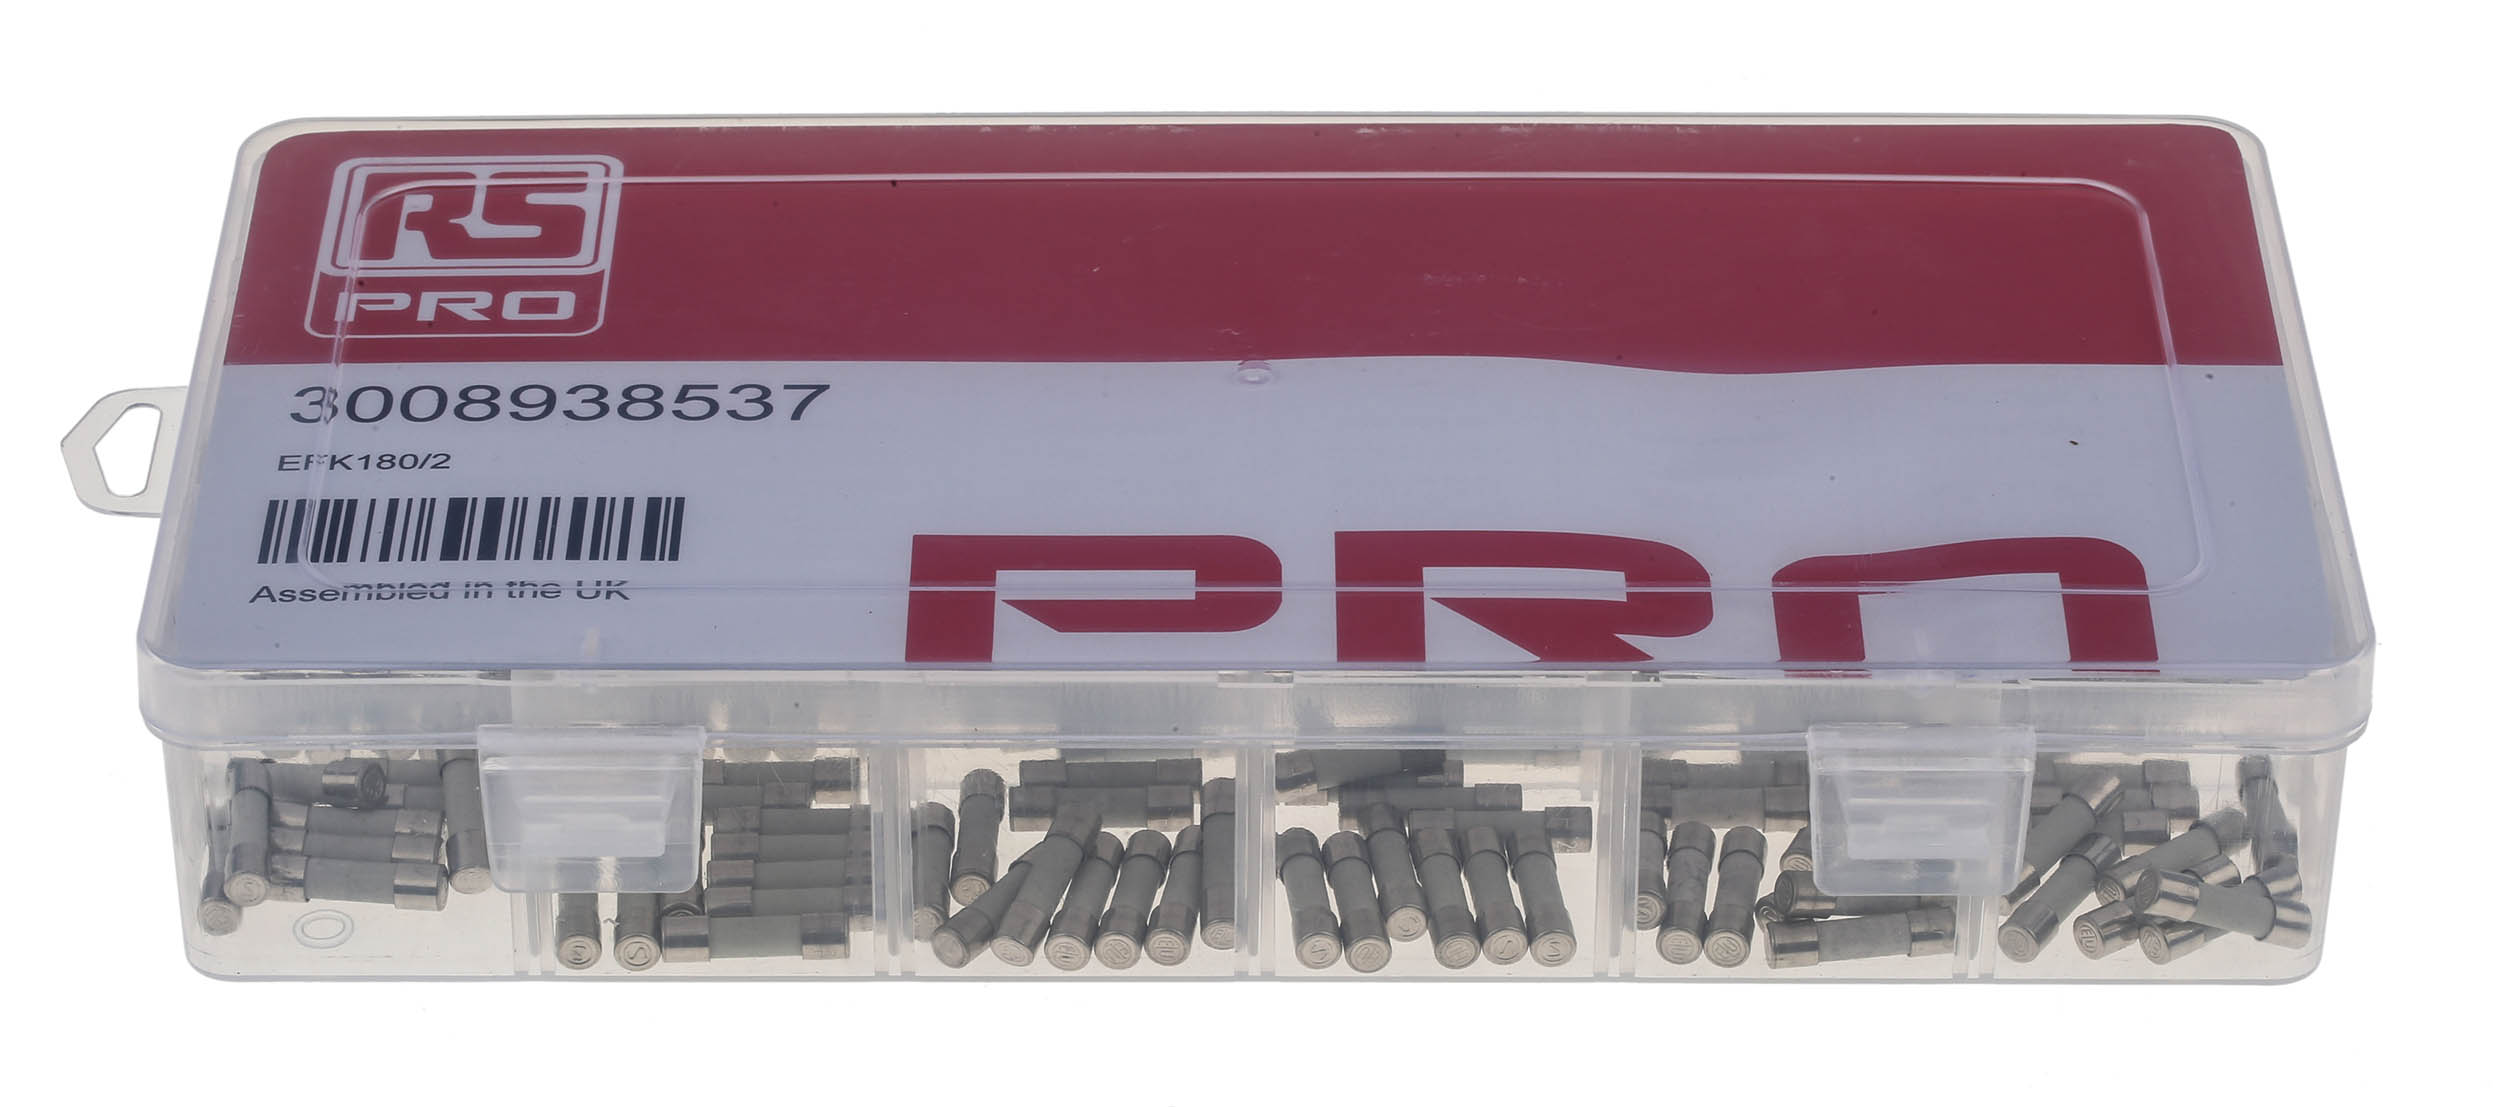 RS
PRO
3008938537
EFK180/2
Assembled in the UK
PRO